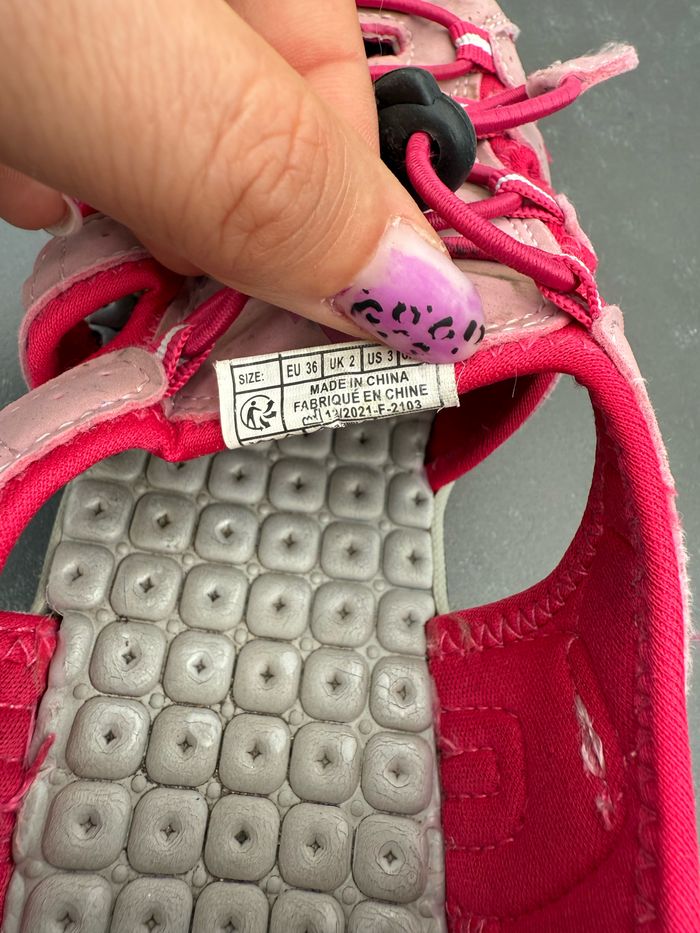 SIZE: EU 36 UK 2 US 3
MADE IN CHINA
FABRIQUÉ EN CHINE
/2021-F-2103